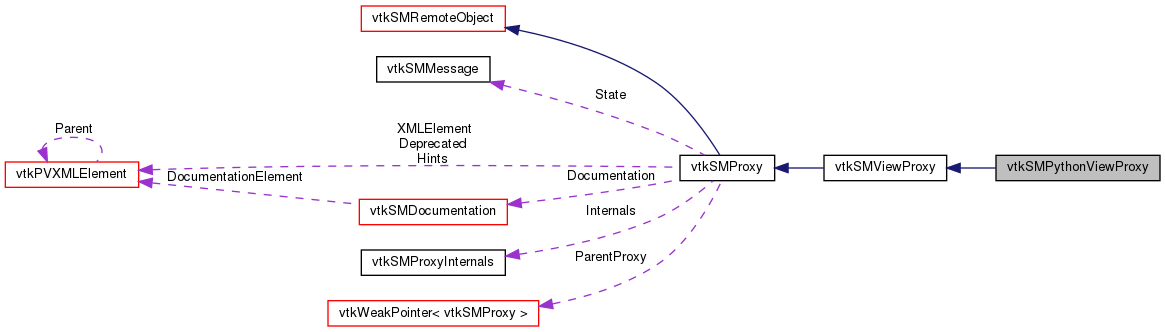 vtkSMRemoteObject
vtkSMMessage
State
Parent
XMLElement
Deprecated
Hints
vtkPVXMLElement
DocumentationElement
Documentation
vtkSMProxy
vtkSMViewProxy
vtkSMPythonViewProxy
vtkSMDocumentation
Internals
vtkSMProxyInternals
ParentProxy
vtkWeakPointer< vtkSMProxy >